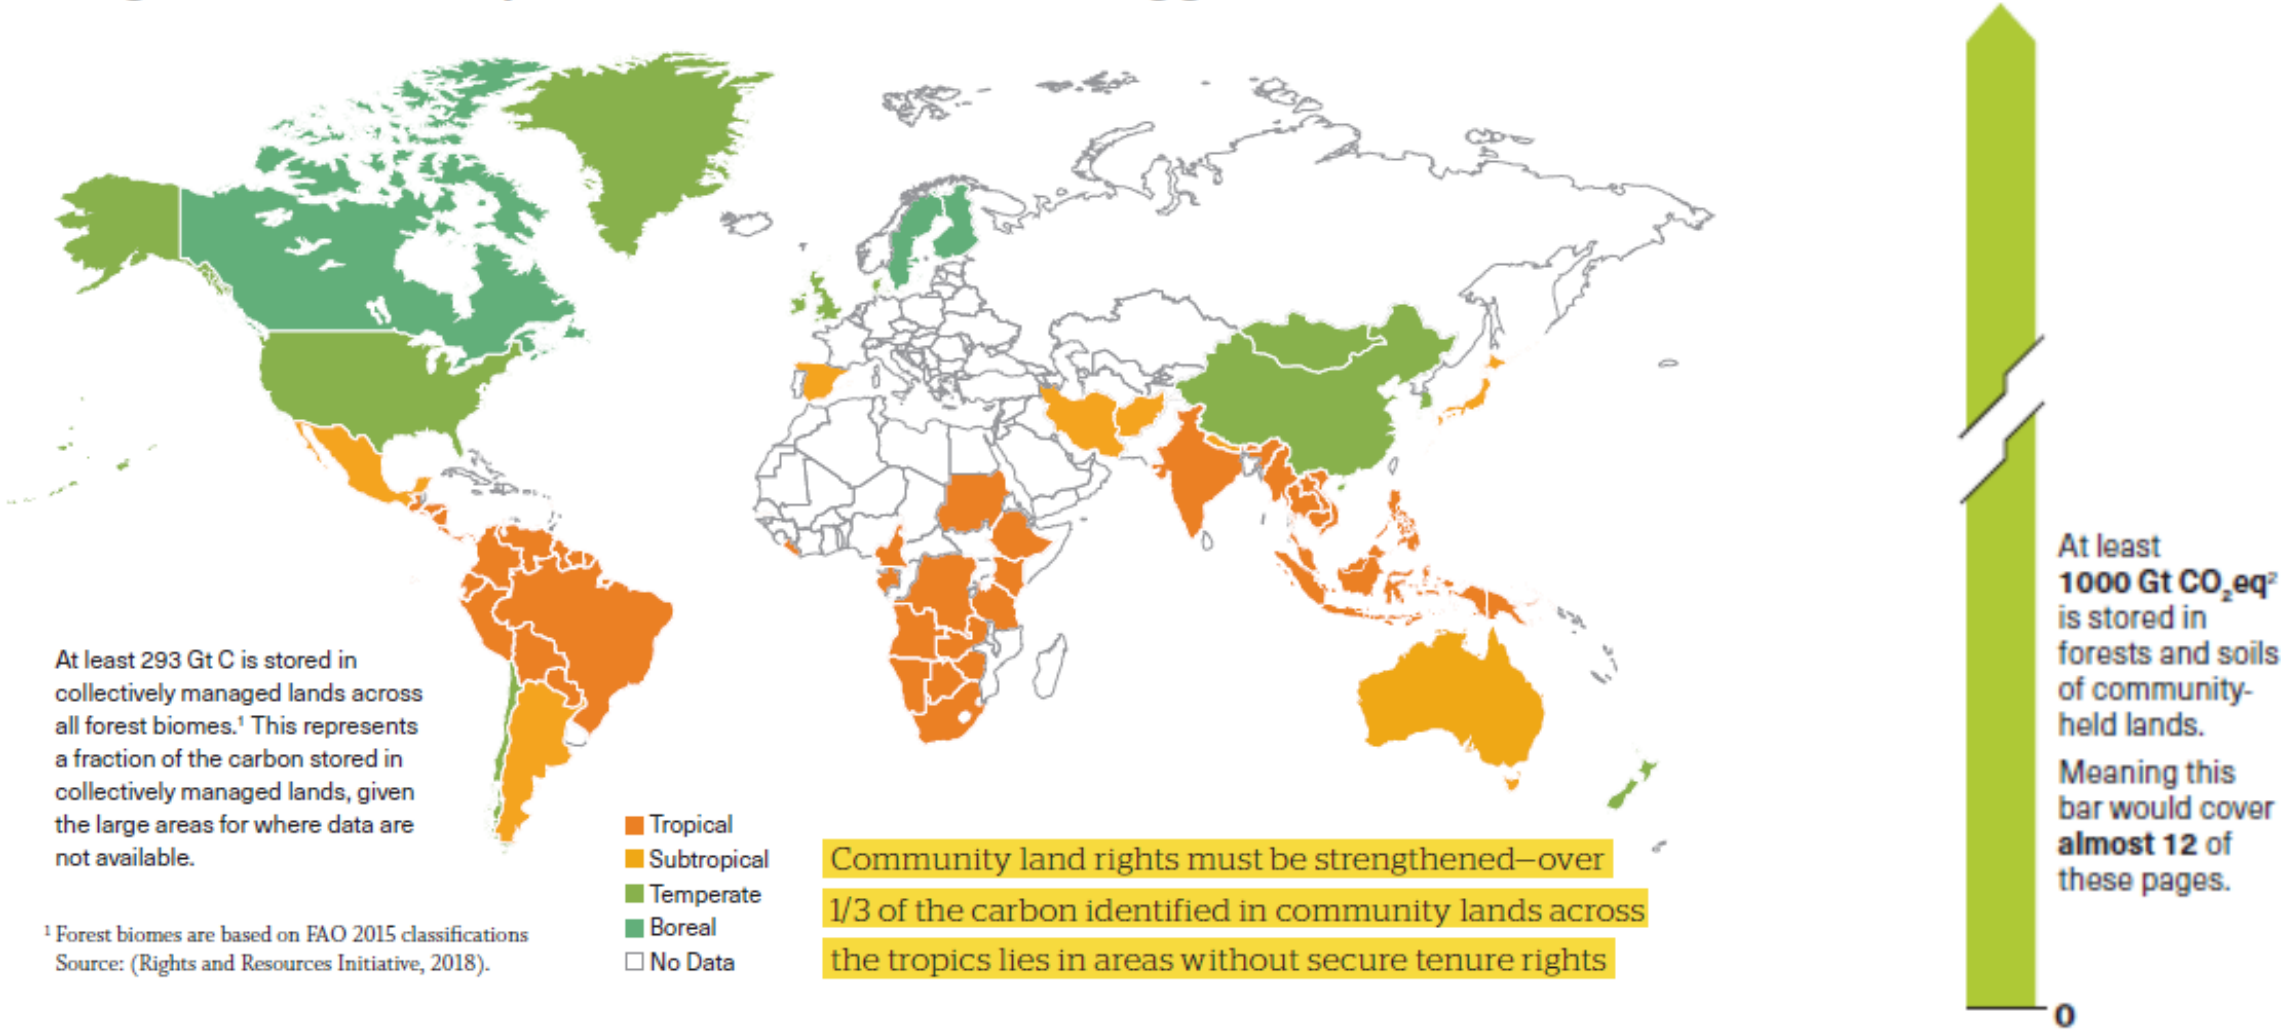 At least 293 Gt C is stored in
collectively managed lands across
all forest biomes.¹ This represents
a fraction of the carbon stored in
collectively managed lands, given
the large areas for where data are
not available.
¹ Forest biomes are based on FAO 2015 classifications
Source: (Rights and Resources Initiative, 2018).
Tropical
Subtropical
Temperate
Boreal
No Data
Community land rights must be strengthened—over
1/3 of the carbon identified in community lands across
the tropics lies in areas without secure tenure rights
At least
1000 Gt CO₂eq²
is stored in
forests and soils
of community-
held lands.
Meaning this
bar would cover
almost 12 of
these pages.
0